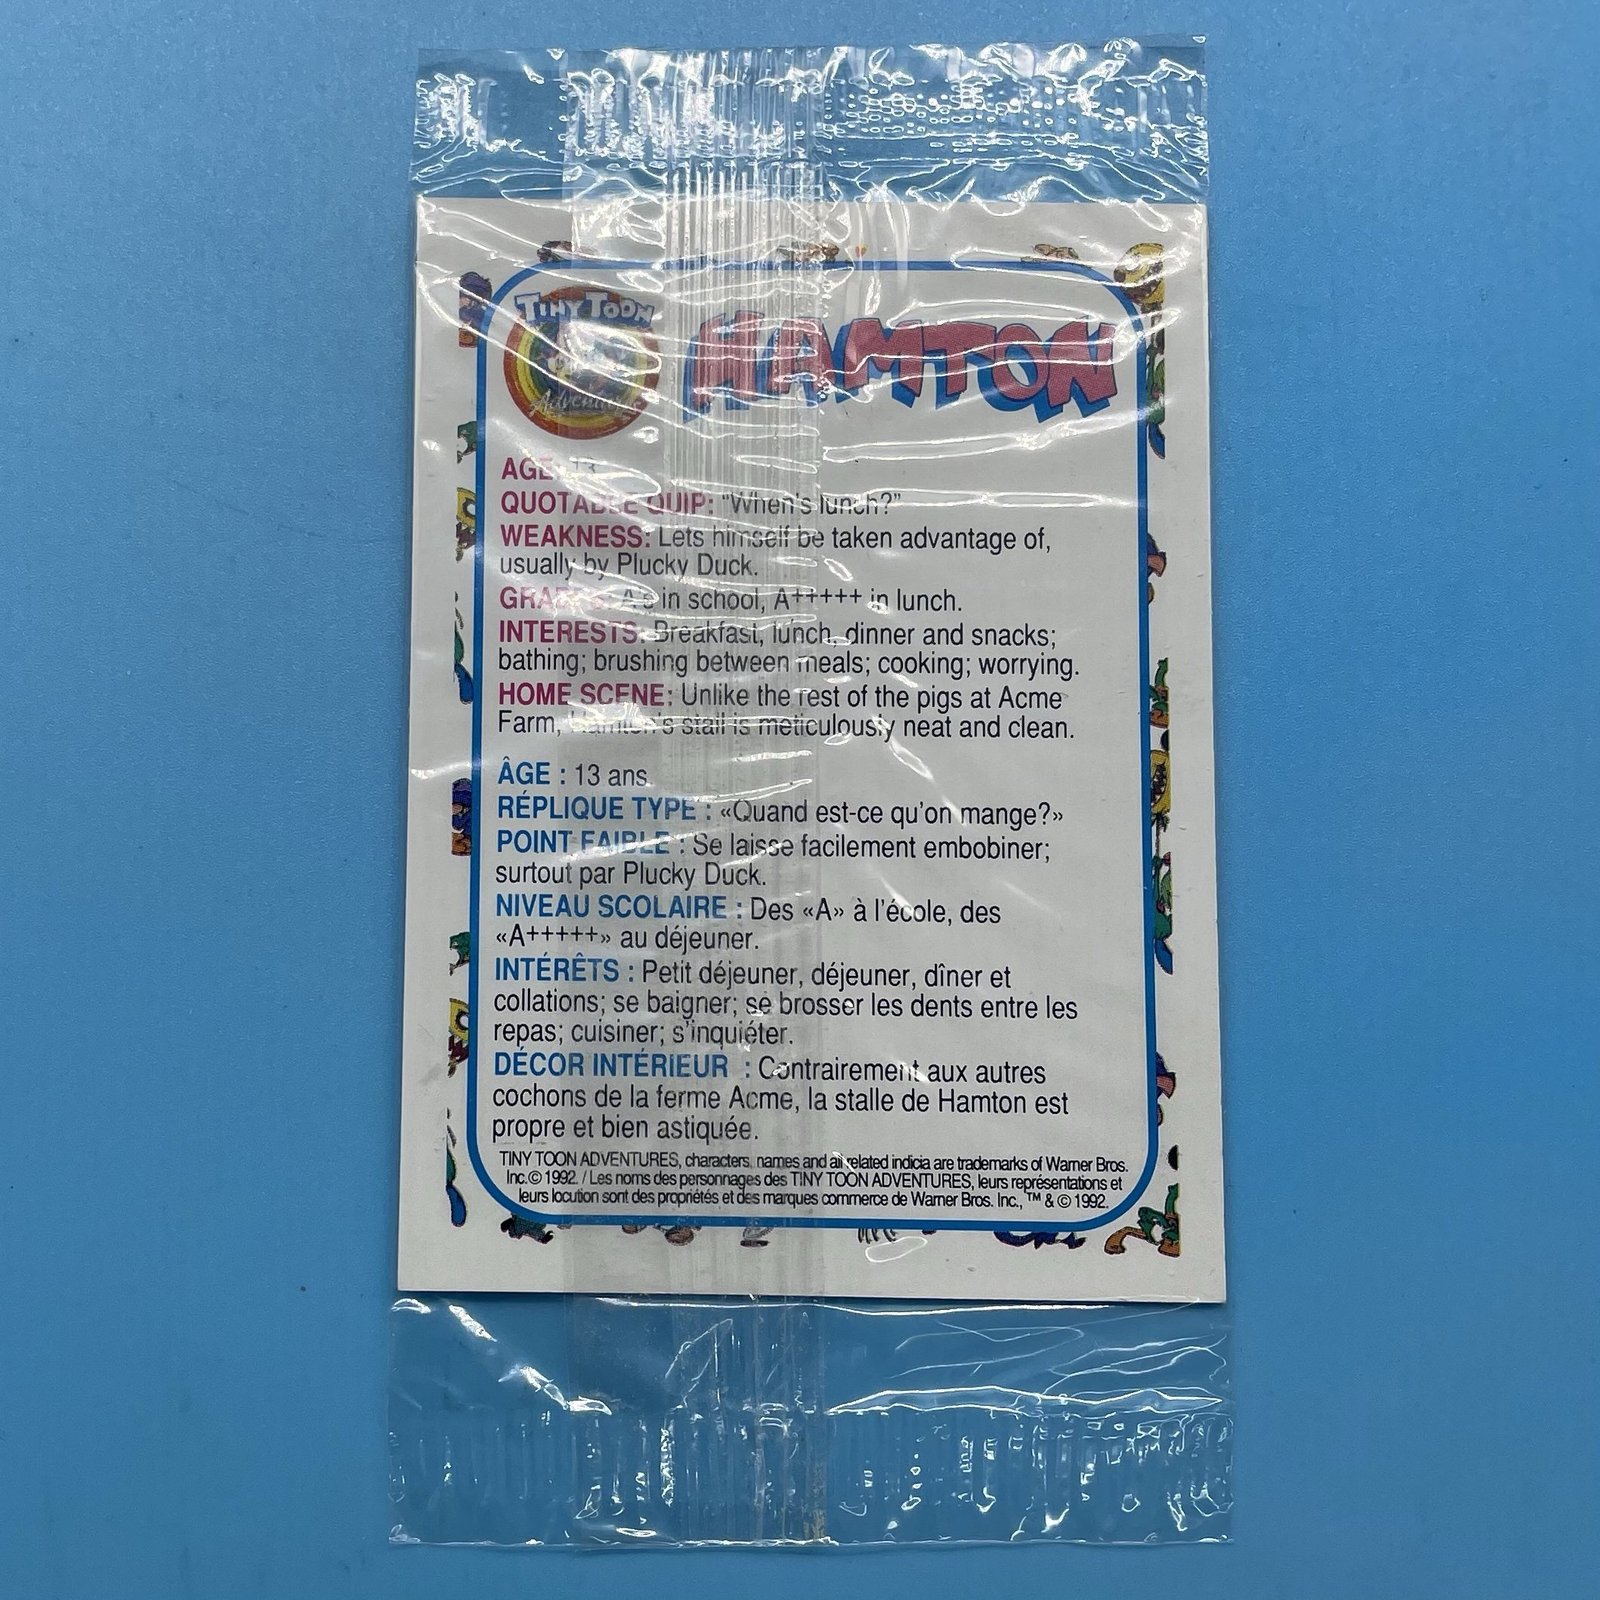 TINY TOON
Adventures
HAMTON
AGE: 13
QUOTABLE QUIP: "When's lunch?"
WEAKNESS: Lets himself be taken advantage of,
usually by Plucky Duck.
GRADES: A's in school, A+++++ in lunch.
INTERESTS: Breakfast, lunch, dinner and snacks;
bathing; brushing between meals; cooking; worrying.
HOME SCENE: Unlike the rest of the pigs at Acme
Farm, Hamton's stall is meticulously neat and clean.
ÂGE : 13 ans
RÉPLIQUE TYPE : «Quand est-ce qu'on mange?»
POINT FAIBLE : Se laisse facilement embobiner;
surtout par Plucky Duck.
NIVEAU SCOLAIRE : Des «A» à l'école, des
«A+++++» au déjeuner.
INTÉRÊTS : Petit déjeuner, déjeuner, dîner et
collations; se baigner; se brosser les dents entre les
repas; cuisiner; s'inquiéter.
DÉCOR INTÉRIEUR : Contrairement aux autres
cochons de la ferme Acme, la stalle de Hamton est
propre et bien astiquée.
TINY TOON ADVENTURES, characters, names and all related indicia are trademarks of Warner Bros.
Inc.© 1992. / Les noms des personnages des TINY TOON ADVENTURES, leurs représentations et
leurs locution sont des propriétés et des marques commerce de Warner Bros. Inc., ™ & © 1992.